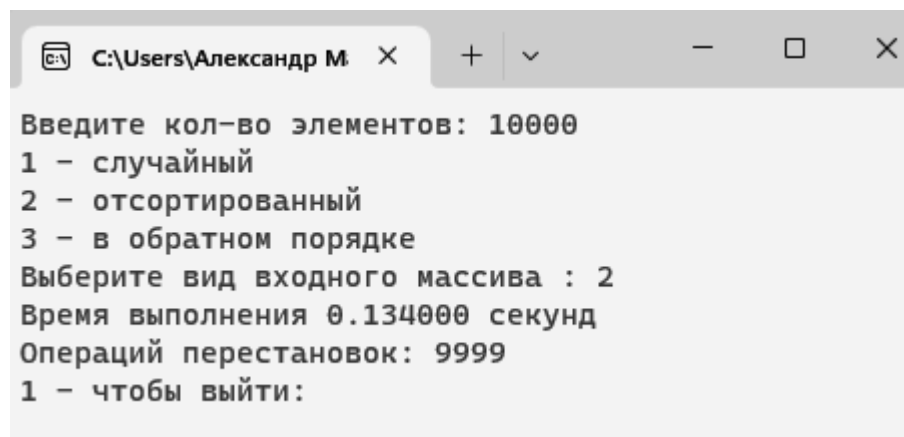 C:\Users\Александр М
Введите кол-во элементов: 10000
1 - случайный
2 - отсортированный
3 - в обратном порядке
Выберите вид входного массива : 2
Время выполнения 0.134000 секунд
Операций перестановок: 9999
1 - чтобы выйти: